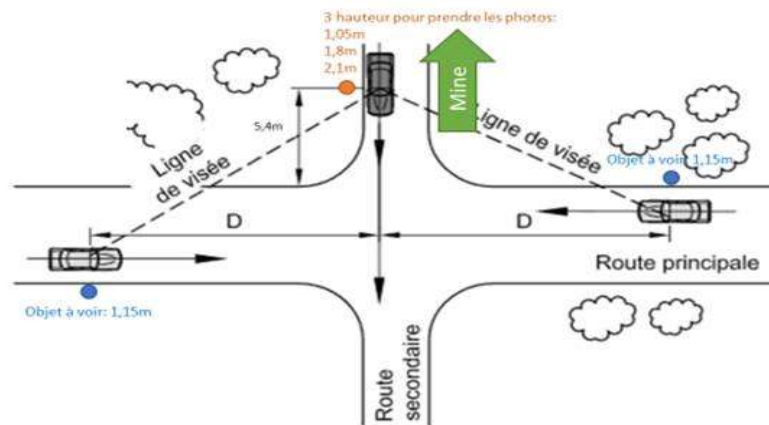 3 hauteur pour prendre les photos:
1,05m
1,8m
2,1m
Mine
5,4m
Ligne
de visée
Ligne de visée
Objet à voir: 1,15m
D
D
Route principale
Objet à voir: 1,15m
Route
secondaire